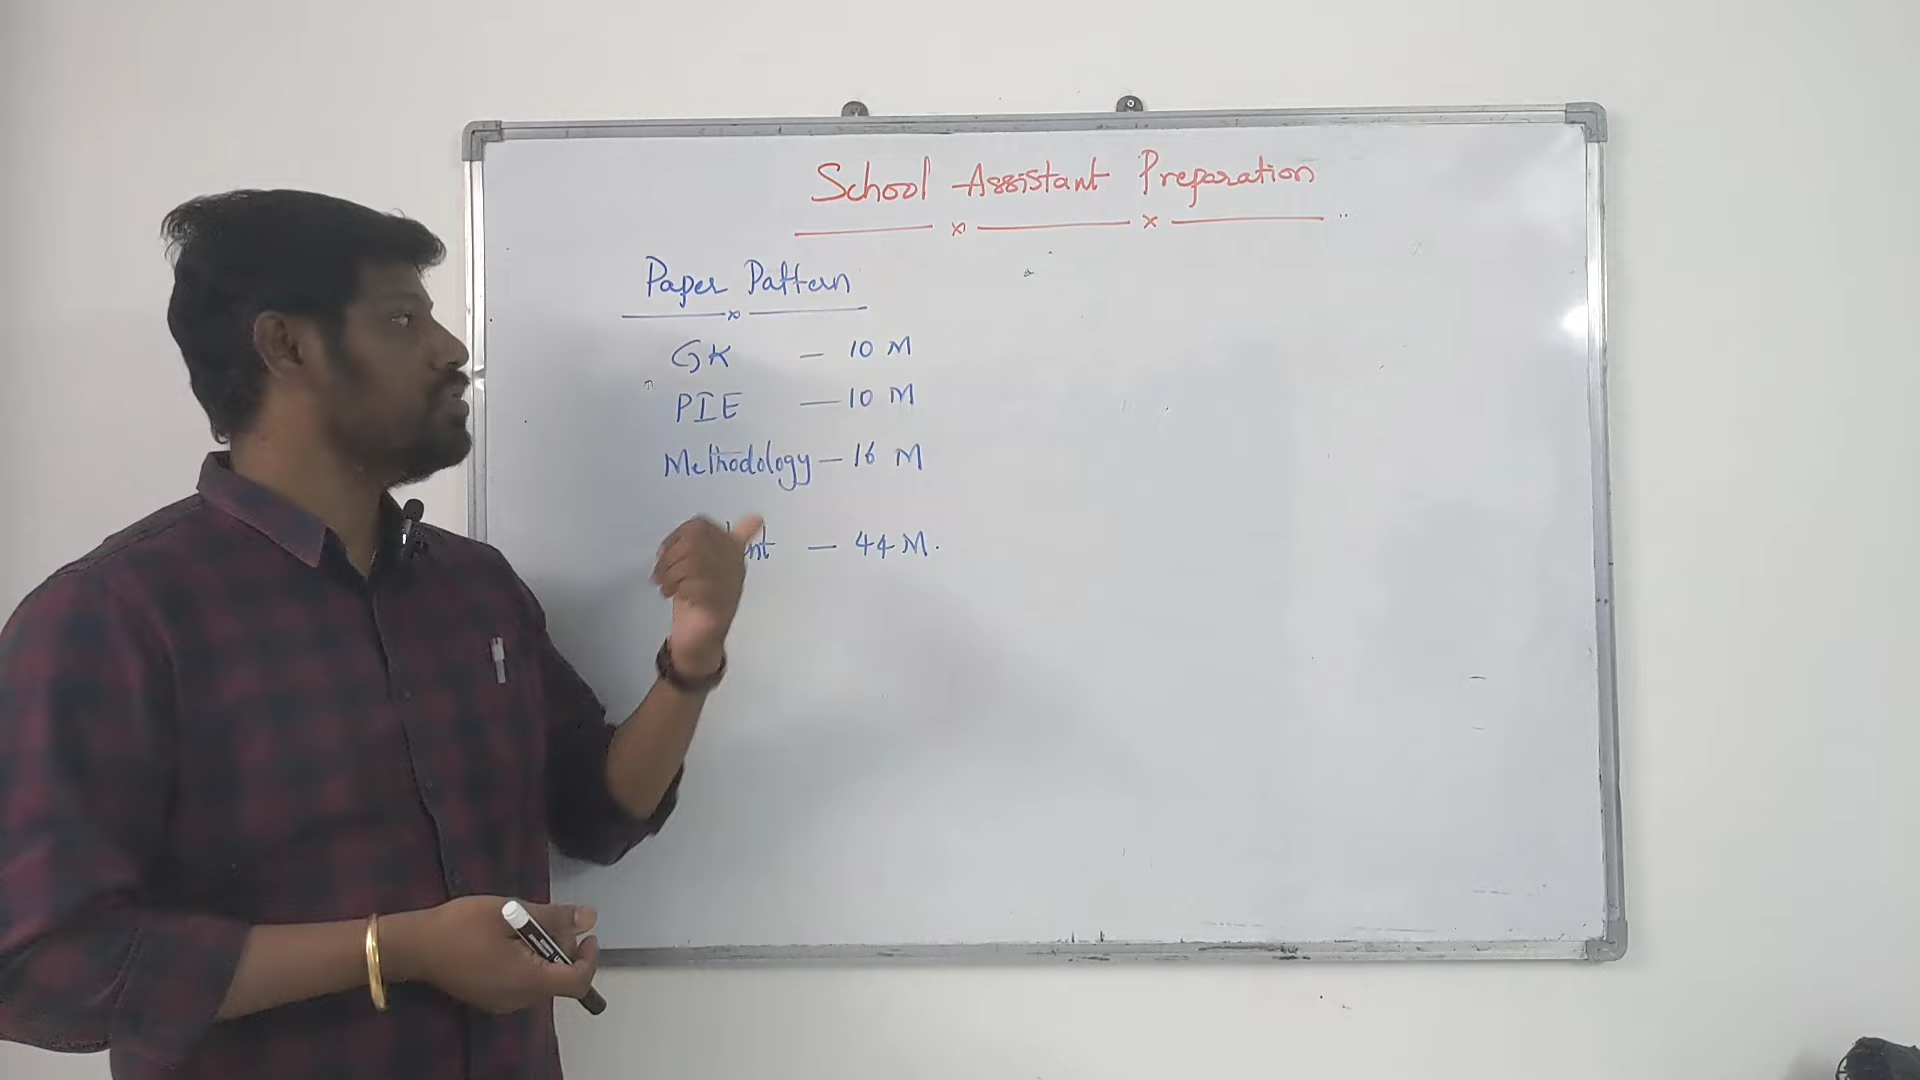 School Assistant Preparation
Paper Pattern
GK — 10 M
PIE — 10 M
Methodology — 16 M
— 44 M.